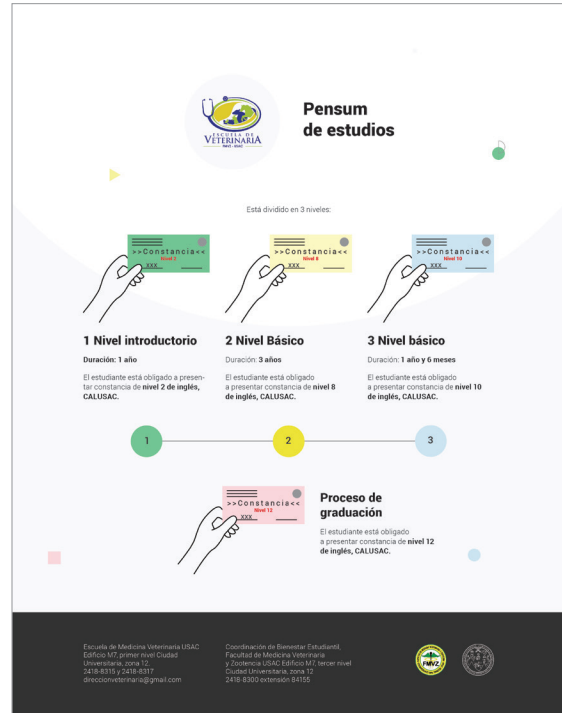 ESCUELA DE
VETERINARIA
FMVZ - USAC
Pensum
de estudios
Está dividido en 3 niveles:
>>Constancia<<
Nivel 2
XXX
>>Constancia<<
Nivel 8
XXX
>>Constancia<<
Nivel 10
XXX
1 Nivel introductorio
Duración: 1 año
El estudiante está obligado a presen-
tar constancia de nivel 2 de inglés,
CALUSAC.
2 Nivel Básico
Duración: 3 años
El estudiante está obligado
a presentar constancia de nivel 8
de inglés, CALUSAC.
3 Nivel básico
Duración: 1 año y 6 meses
El estudiante está obligado
a presentar constancia de nivel 10
de inglés, CALUSAC.
1
2
3
>>Constancia<<
Nivel 12
XXX
Proceso de
graduación
El estudiante está obligado
a presentar constancia de nivel 12
de inglés, CALUSAC.
Escuela de Medicina Veterinaria USAC
Edificio M7, primer nivel Ciudad
Universitaria, zona 12.
2418-8315 y 2418-8317
direccionveterinaria@gmail.com
Coordinación de Bienestar Estudiantil,
Facultad de Medicina Veterinaria
y Zootencia USAC Edificio M7, tercer nivel
Ciudad Universitaria, zona 12
2418-8300 extensión 84155
FMVZ